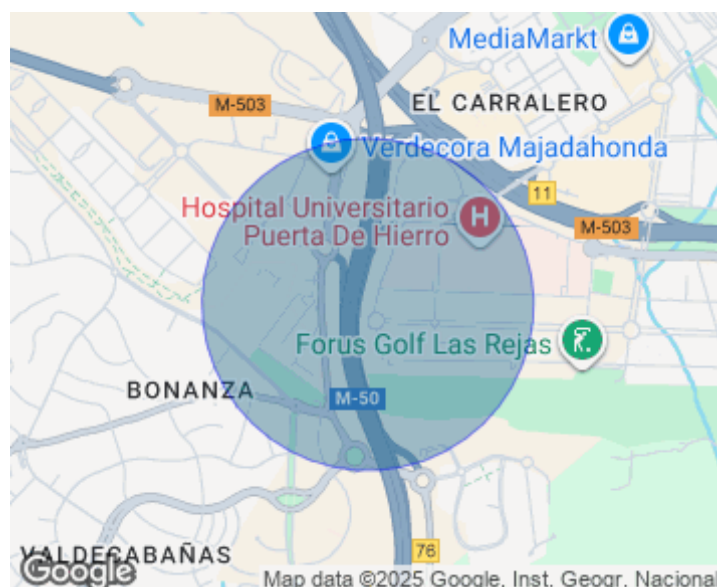 MediaMarkt
M-503
EL CARRALERO
Verdecora Majadahonda
11
Hospital Universitario
Puerta De Hierro
H
M-503
Forus Golf Las Rejas
BONANZA
M-50
76
VALDECABAÑAS
Google
Map data ©2025 Google, Inst. Geogr. Nacional